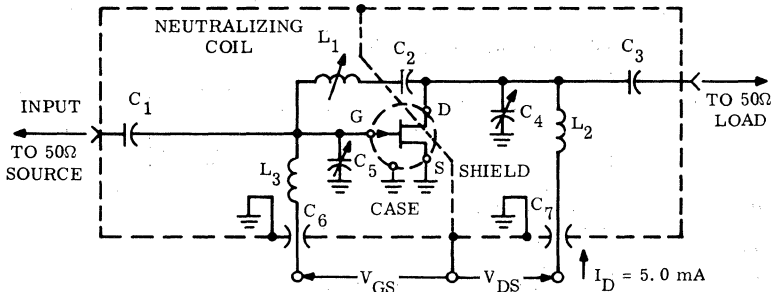 NEUTRALIZING
COIL
L1
C2
C3
C1
INPUT
TO 50Ω
SOURCE
G
D
S
C4
L2
TO 50Ω
LOAD
L3
C5
SHIELD
CASE
C6
C7
VGS
VDS
ID = 5.0 mA